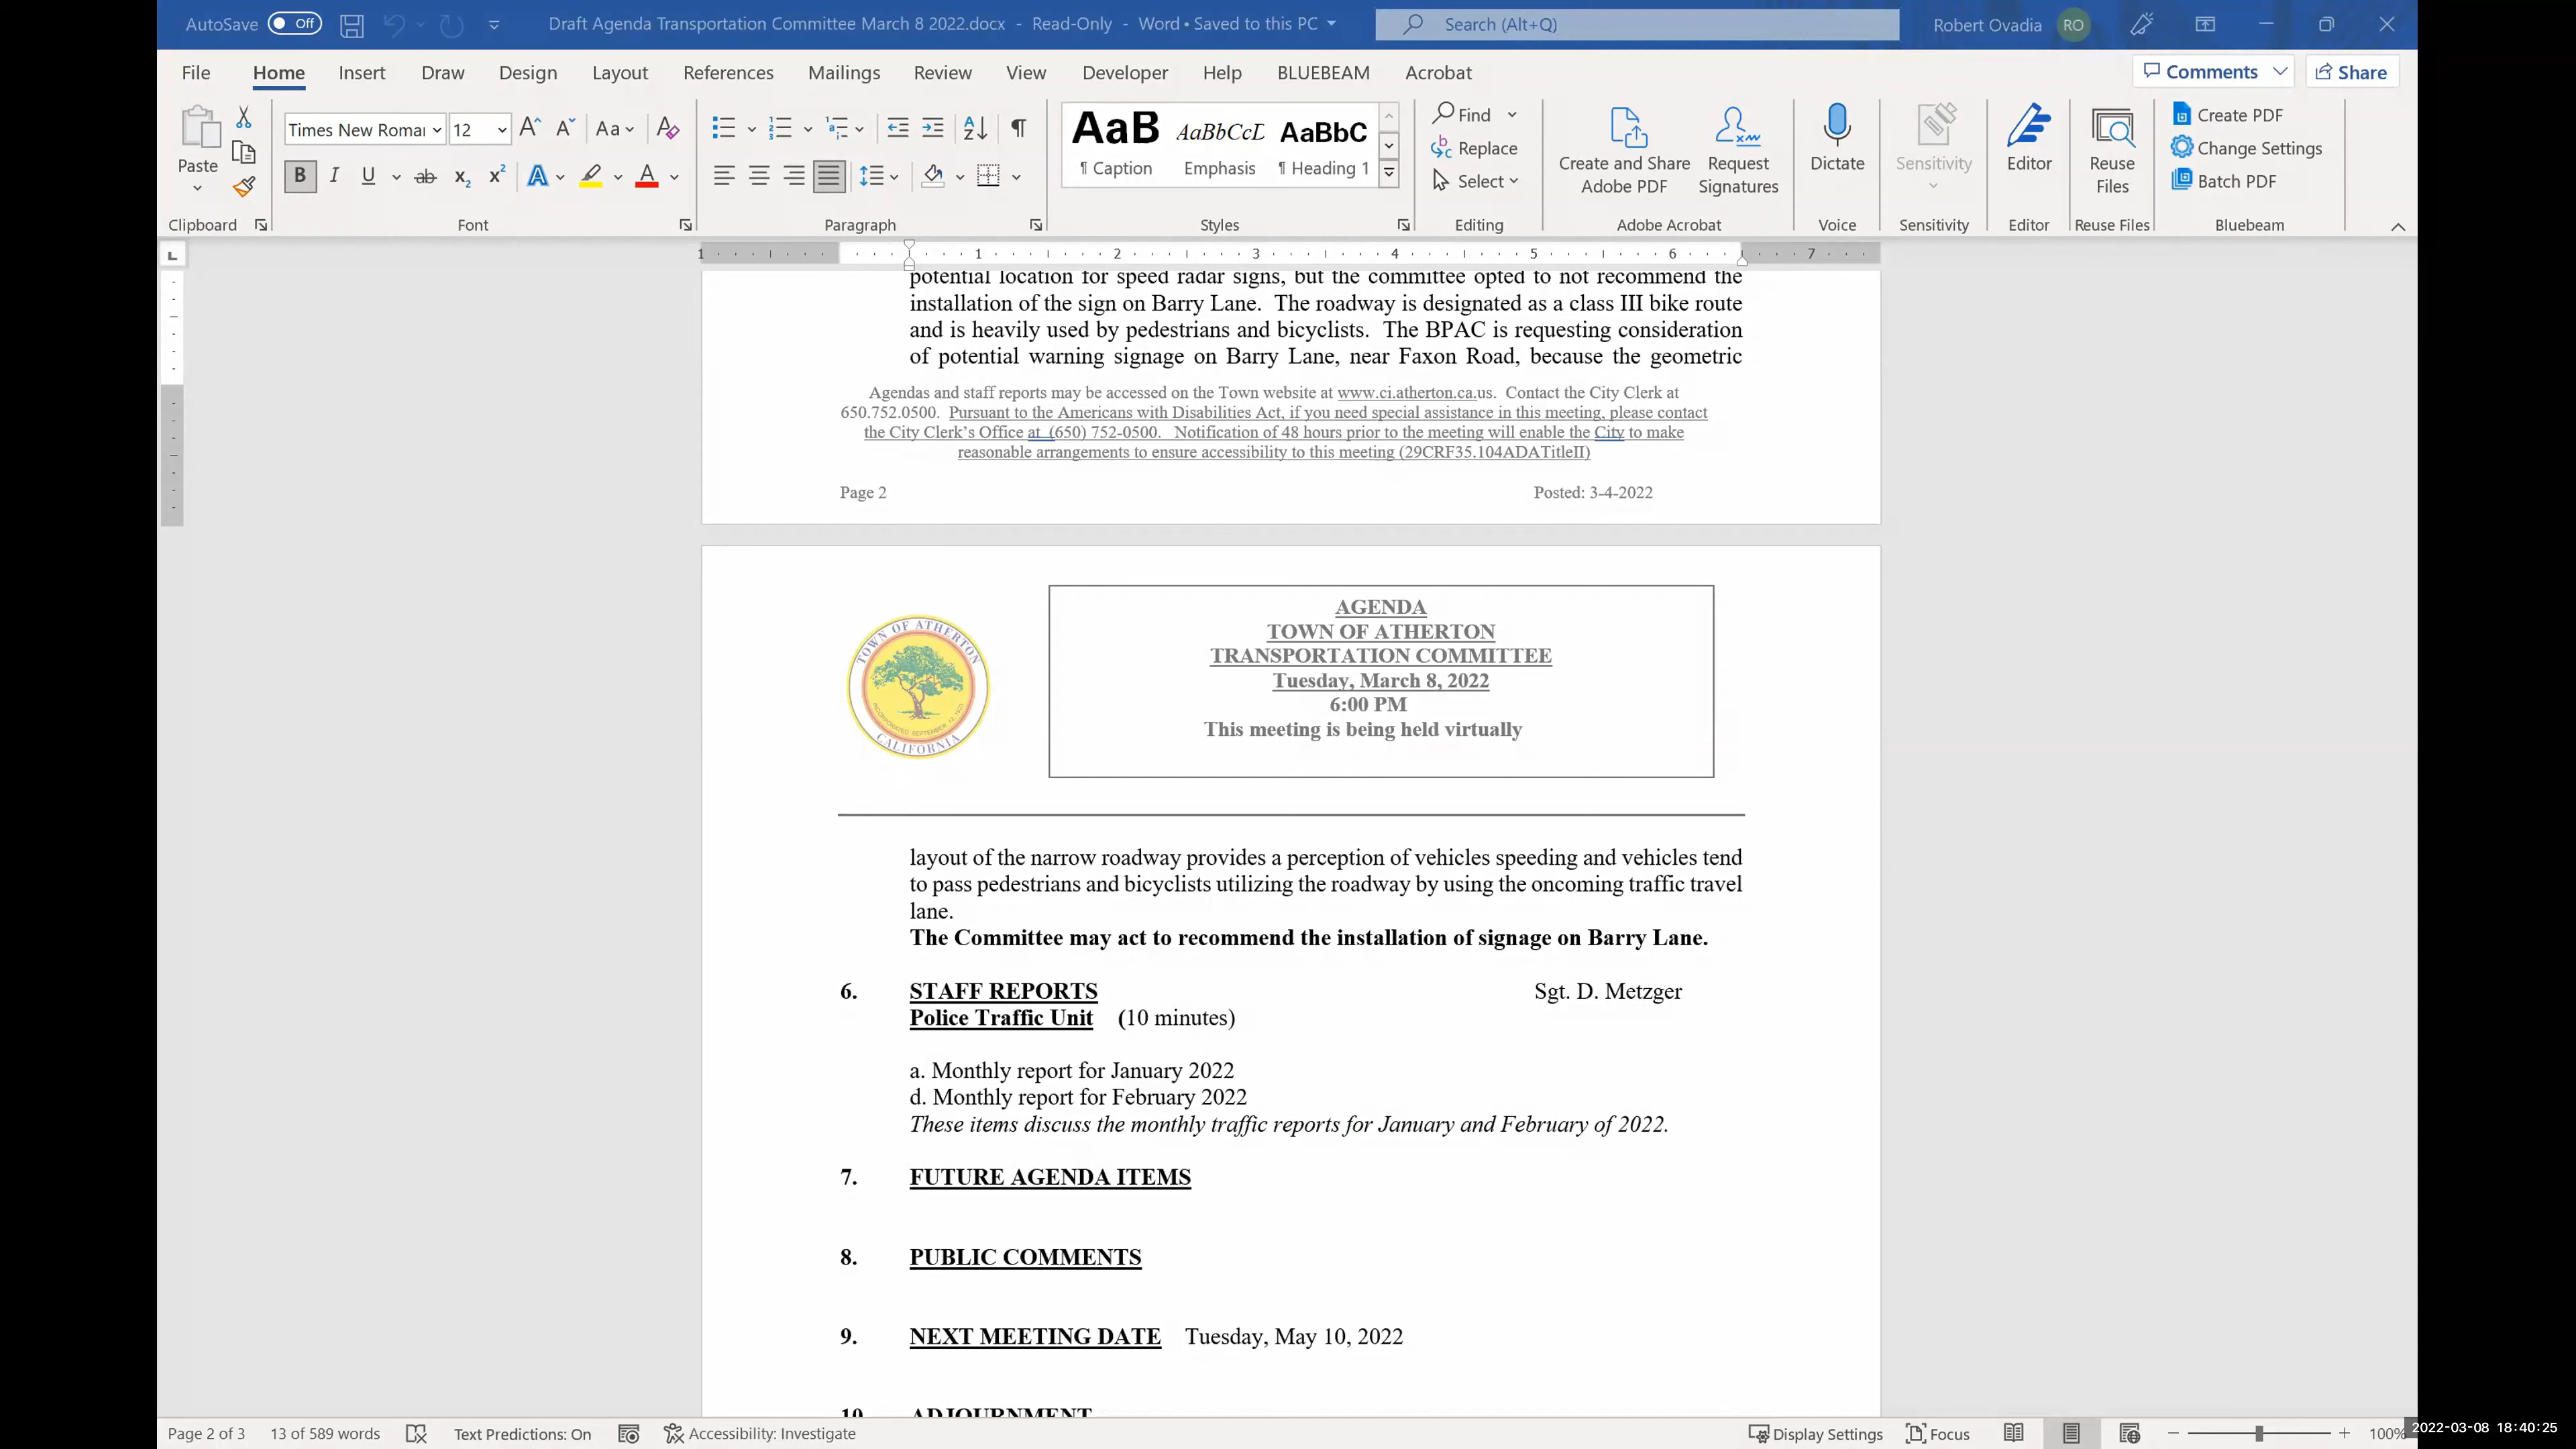 AutoSave Off Draft Agenda Transportation Committee March 8 2022.docx - Read-Only - Word • Saved to this PC Search (Alt+Q) Robert Ovadia RO
File Home Insert Draw Design Layout References Mailings Review View Developer Help BLUEBEAM Acrobat Comments Share
Paste
Clipboard
Times New Roma 12
Font
Paragraph
AaB AaBbCcL AaBbC
¶ Caption Emphasis ¶ Heading 1
Styles
Find
Replace
Select
Editing
Create and Share
Adobe PDF
Request
Signatures
Adobe Acrobat
Dictate
Voice
Sensitivity
Sensitivity
Editor
Editor
Reuse
Files
Reuse Files
Create PDF
Change Settings
Batch PDF
Bluebeam
1 1 2 3 4 5 6 7
potential location for speed radar signs, but the committee opted to not recommend the
installation of the sign on Barry Lane. The roadway is designated as a class III bike route
and is heavily used by pedestrians and bicyclists. The BPAC is requesting consideration
of potential warning signage on Barry Lane, near Faxon Road, because the geometric
Agendas and staff reports may be accessed on the Town website at www.ci.atherton.ca.us. Contact the City Clerk at
650.752.0500. Pursuant to the Americans with Disabilities Act, if you need special assistance in this meeting, please contact
the City Clerk's Office at (650) 752-0500. Notification of 48 hours prior to the meeting will enable the City to make
reasonable arrangements to ensure accessibility to this meeting (29CRF35.104ADATitleII)
Page 2 Posted: 3-4-2022
TOWN OF ATHERTON
INCORPORATED SEPTEMBER 12, 1923
CALIFORNIA
AGENDA
TOWN OF ATHERTON
TRANSPORTATION COMMITTEE
Tuesday, March 8, 2022
6:00 PM
This meeting is being held virtually
layout of the narrow roadway provides a perception of vehicles speeding and vehicles tend
to pass pedestrians and bicyclists utilizing the roadway by using the oncoming traffic travel
lane.
The Committee may act to recommend the installation of signage on Barry Lane.
6. STAFF REPORTS Sgt. D. Metzger
Police Traffic Unit (10 minutes)
a. Monthly report for January 2022
d. Monthly report for February 2022
These items discuss the monthly traffic reports for January and February of 2022.
7. FUTURE AGENDA ITEMS
8. PUBLIC COMMENTS
9. NEXT MEETING DATE Tuesday, May 10, 2022
10. ADJOURNMENT
Page 2 of 3 13 of 589 words Text Predictions: On Accessibility: Investigate Display Settings Focus 100%
2022-03-08 18:40:25